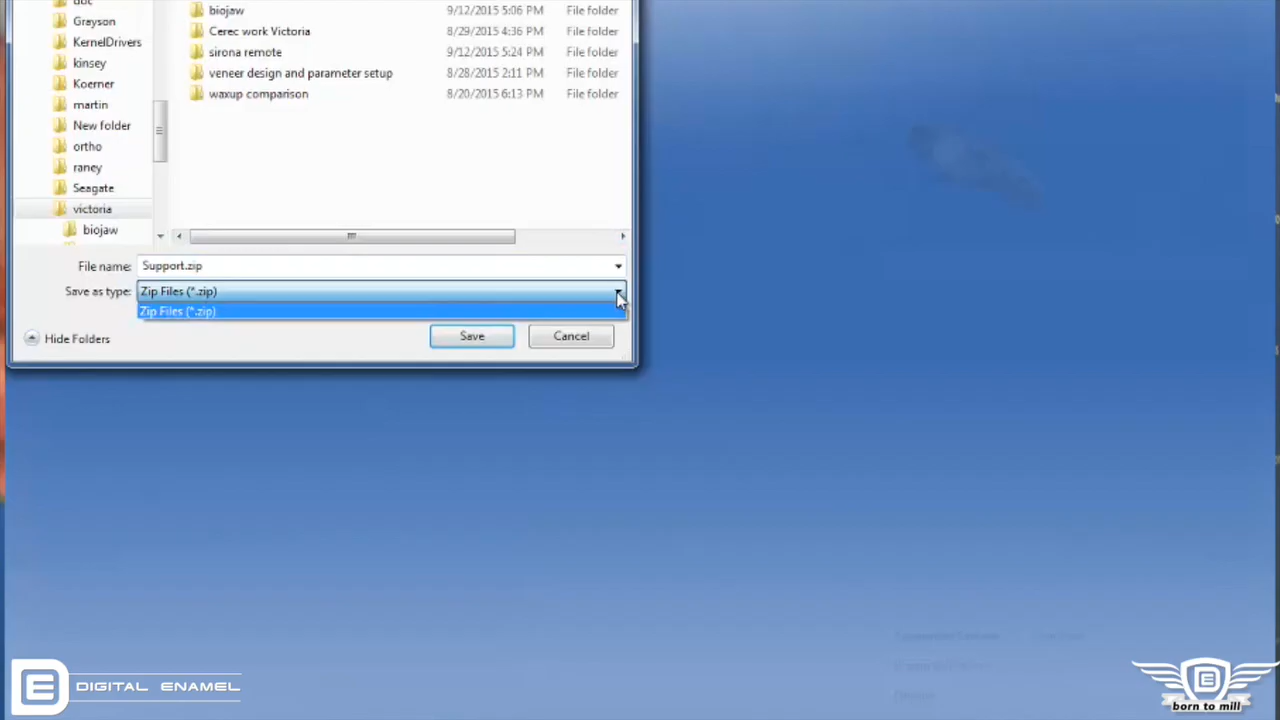 doc
Grayson
KernelDrivers
kinsey
Koerner
martin
New folder
ortho
raney
Seagate
victoria
biojaw
biojaw 9/12/2015 5:06 PM File folder
Cerec work Victoria 8/29/2015 4:36 PM File folder
sirona remote 9/12/2015 5:24 PM File folder
veneer design and parameter setup 8/28/2015 2:11 PM File folder
waxup comparison 8/20/2015 6:13 PM File folder
File name: Support.zip
Save as type: Zip Files (*.zip)
Zip Files (*.zip)
Hide Folders
Save
Cancel
E DIGITAL ENAMEL
E
born to mill